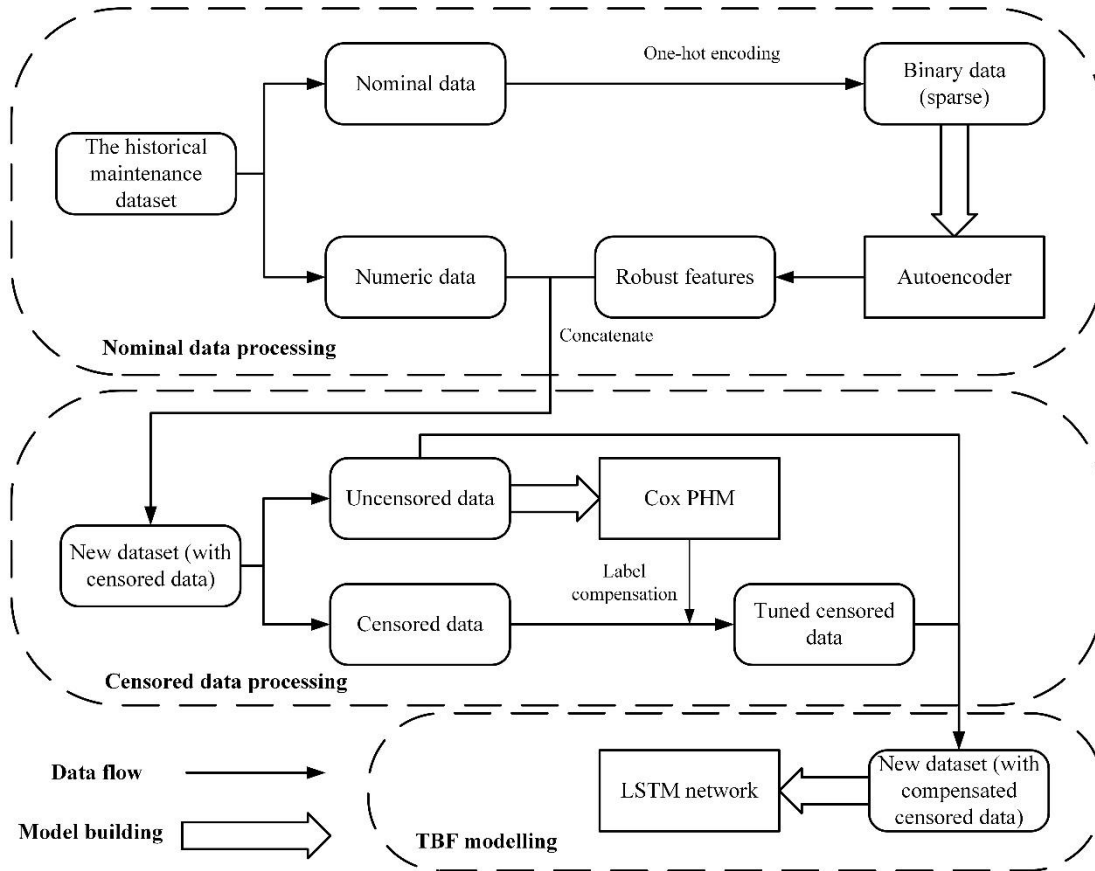 Nominal data
One-hot encoding
Binary data
(sparse)
The historical
maintenance
dataset
Numeric data
Robust features
Autoencoder
Nominal data processing
Concatenate
Uncensored data
Cox PHM
New dataset (with
censored data)
Label
compensation
Censored data
Tuned censored
data
Censored data processing
Data flow
Model building
LSTM network
New dataset (with
compensated
censored data)
TBF modelling